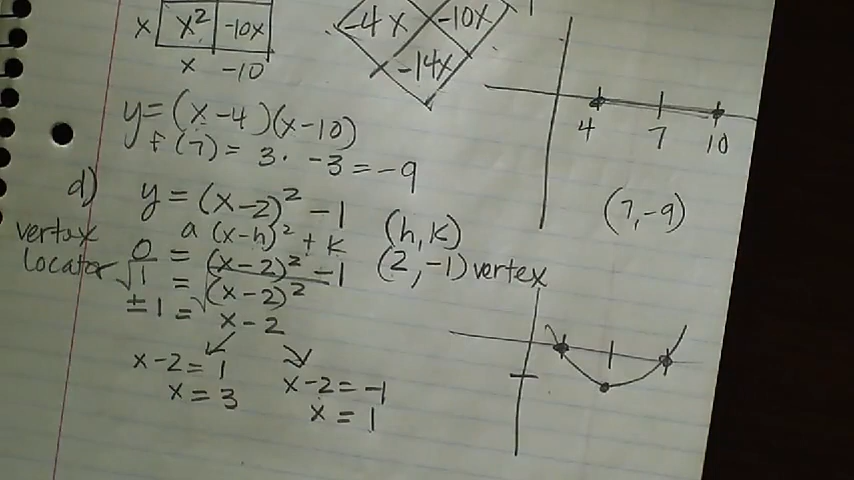 x x² -10x
x -10
-4x -10x
-14x
y=(x-4)(x-10)
f(7) = 3 · -3 = -9
4 7 10
(7,-9)
d) y = (x-2)² - 1
vertax locator a(x-h)² + k (h,k)
0 = (x-2)² - 1 (2,-1) vertex
√1 = √(x-2)²
±1 = x-2
x-2=1 x-2=-1
x=3 x=1